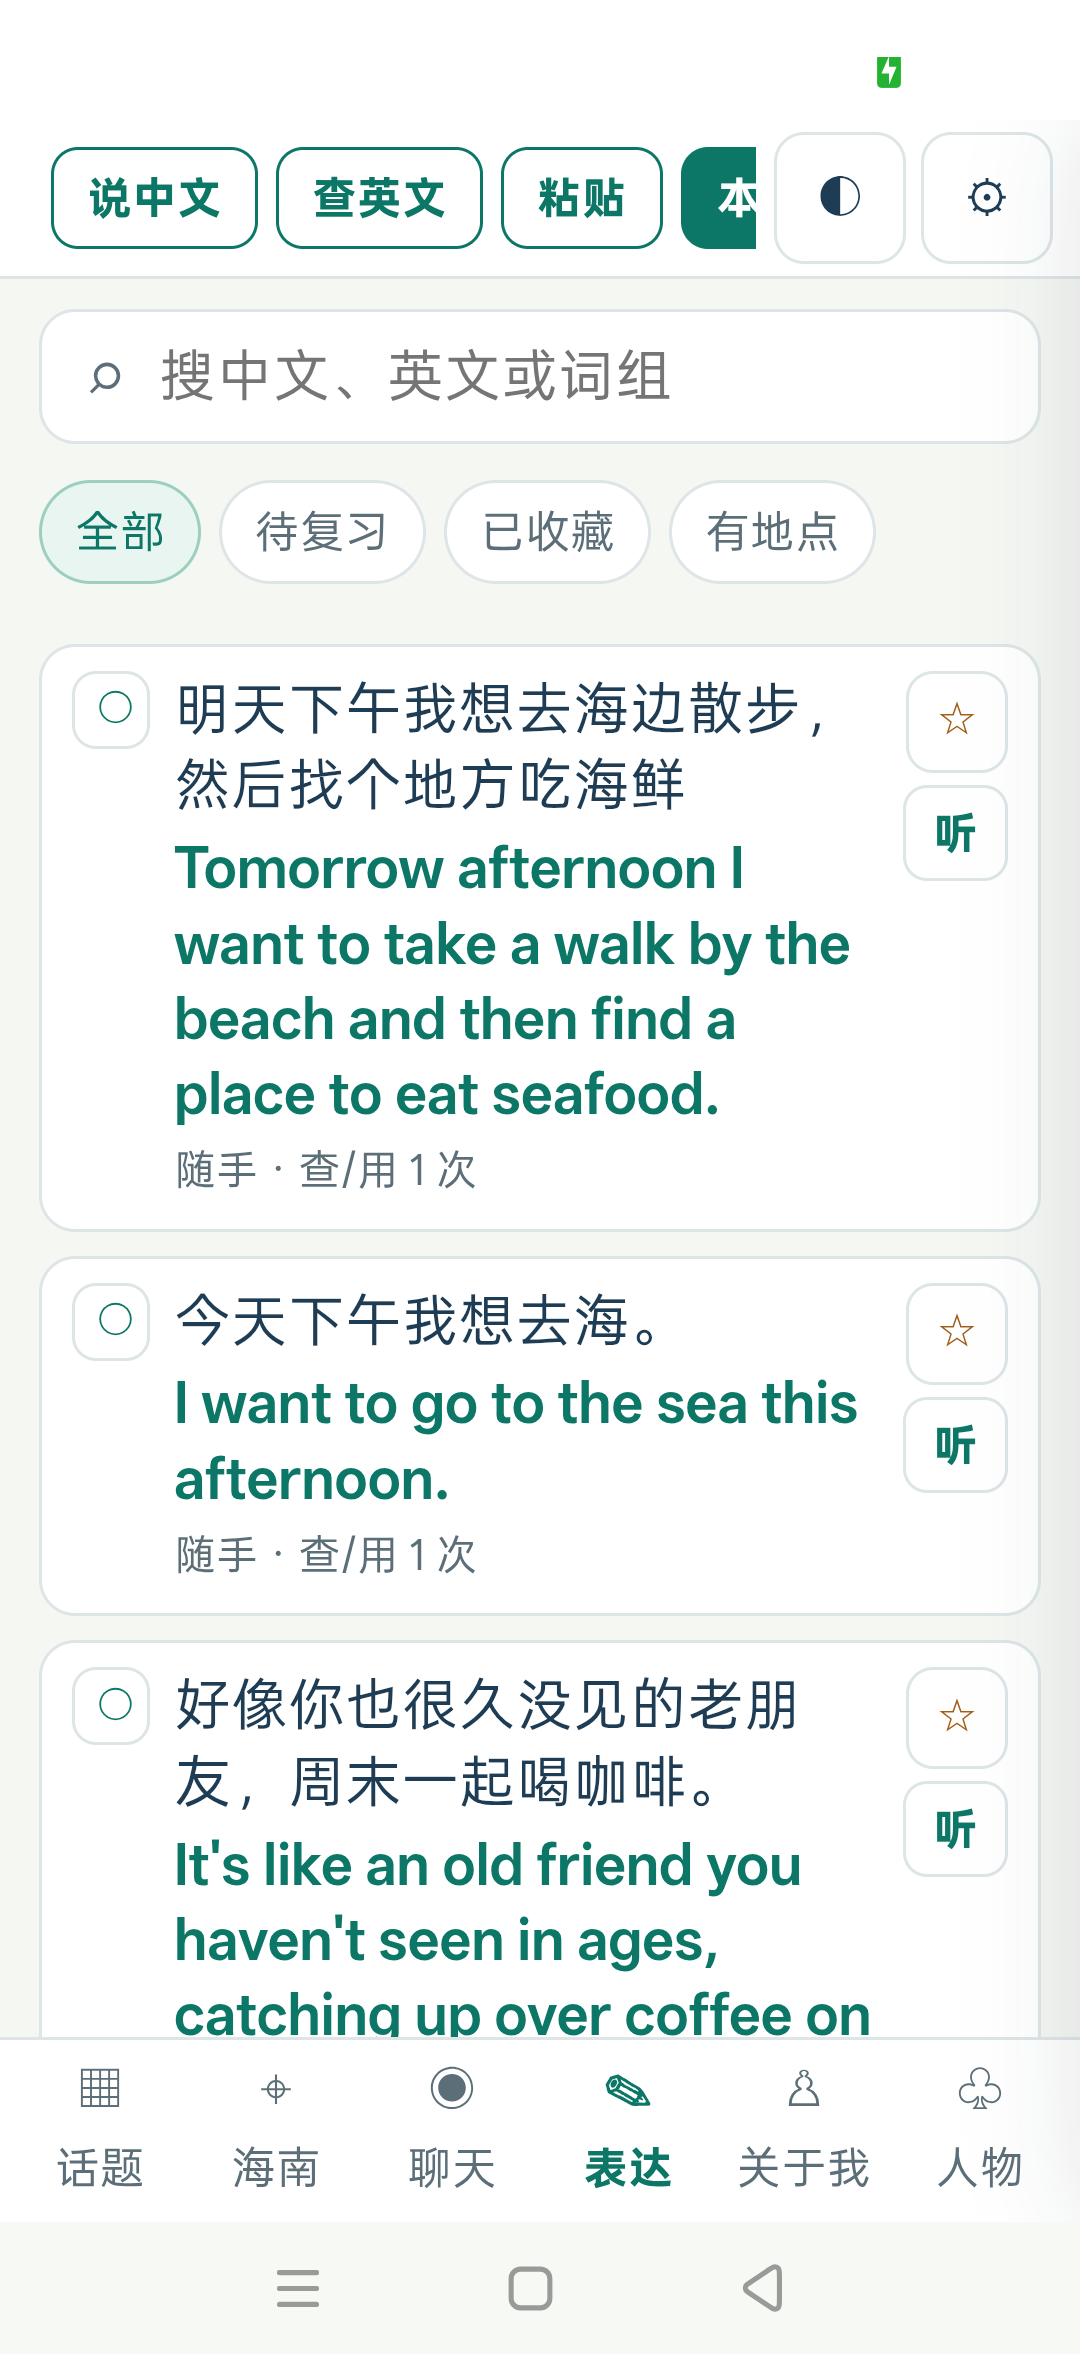 说中文 查英文 粘贴 本
搜中文、英文或词组
全部 待复习 已收藏 有地点
明天下午我想去海边散步，
然后找个地方吃海鲜
听
Tomorrow afternoon I
want to take a walk by the
beach and then find a
place to eat seafood.
随手 · 查/用 1 次
今天下午我想去海。
听
I want to go to the sea this
afternoon.
随手 · 查/用 1 次
好像你也很久没见的老朋
友，周末一起喝咖啡。
听
It's like an old friend you
haven't seen in ages,
catching up over coffee on
话题 海南 聊天 表达 关于我 人物